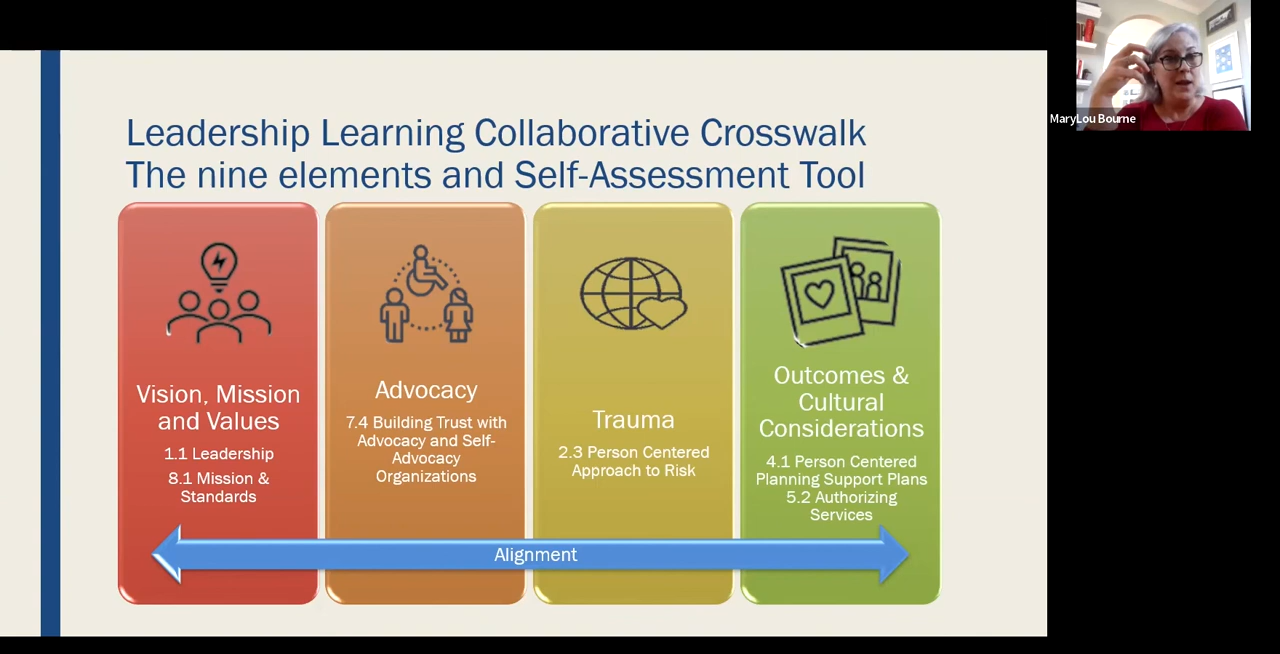 Leadership Learning Collaborative Crosswalk
The nine elements and Self-Assessment Tool
Vision, Mission
and Values
1.1 Leadership
8.1 Mission &
Standards
Advocacy
7.4 Building Trust with
Advocacy and Self-
Advocacy
Organizations
Trauma
2.3 Person Centered
Approach to Risk
Outcomes &
Cultural
Considerations
4.1 Person Centered
Planning Support Plans
5.2 Authorizing
Services
Alignment
MaryLou Bourne